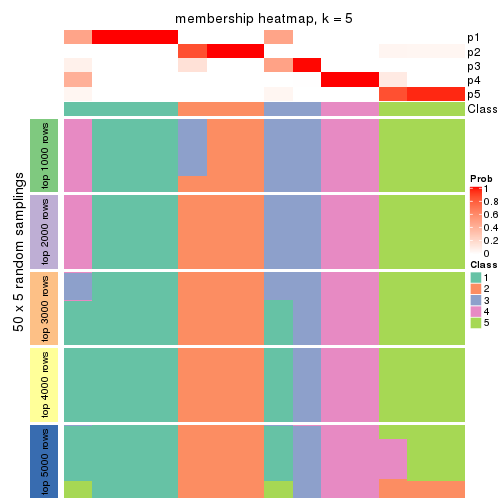 membership heatmap, k = 5
p1
p2
p3
p4
p5
Class
50 x 5 random samplings
top 1000 rows
top 2000 rows
top 3000 rows
top 4000 rows
top 5000 rows
Prob
1
0.8
0.6
0.4
0.2
0
Class
1
2
3
4
5